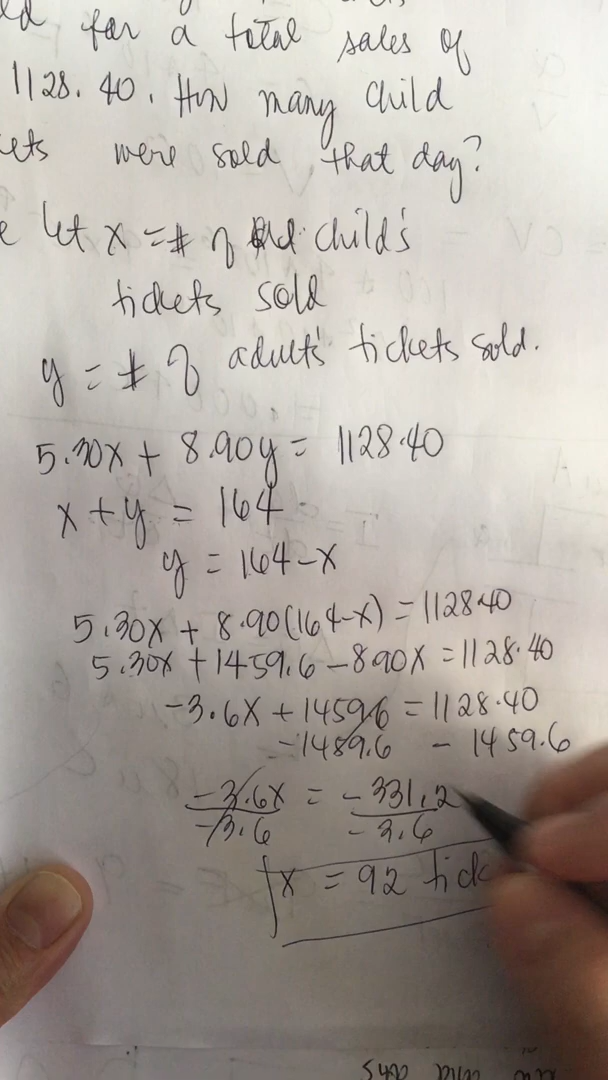 ld for a total sales of
1128.40. How many child
ets were sold that day?
e let x = # of child's
tickets sold
y = # of adults' tickets sold.
5.30x + 8.90y = 1128.40
x + y = 164
y = 164-x
5.30x + 8.90(164-x) = 1128.40
5.30x + 1459.6 - 8.90x = 1128.40
-3.6x + 1459.6 = 1128.40
-1459.6 - 1459.6
-3.6x = -331.2
-3.6 -3.6
x = 92 tick